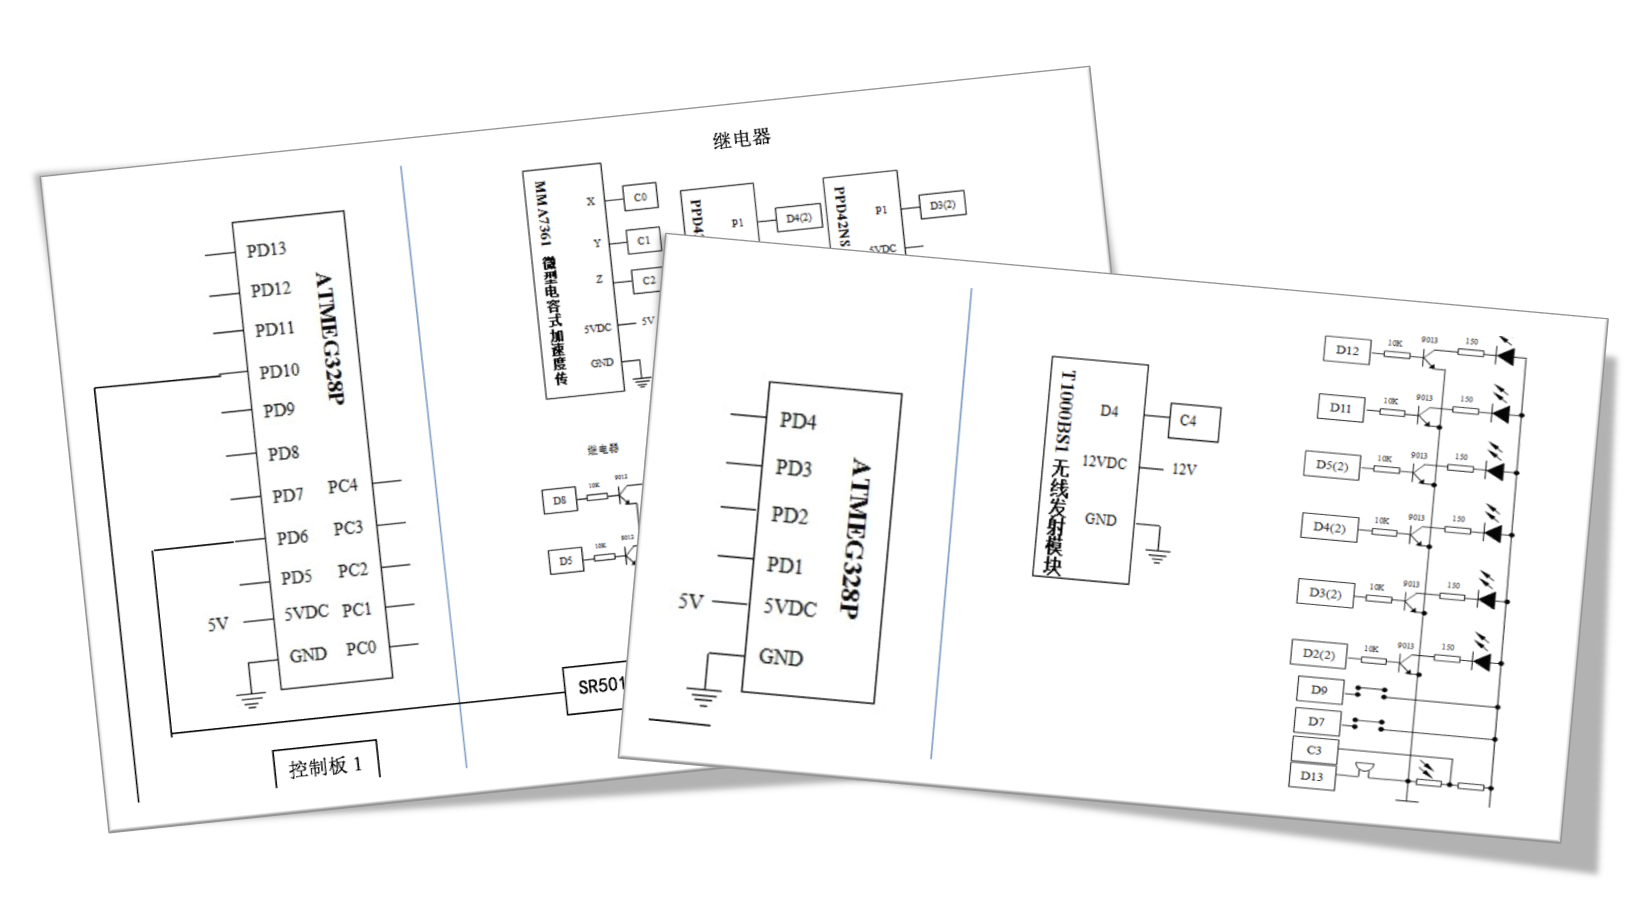 继电器
PD13
PD12
PD11
PD10
PD9
PD8
PD7
PD6
PD5
5VDC
GND
PC4
PC3
PC2
PC1
PC0
ATMEG328P
5V
控制板 1
MMA7361 微型电容式加速度传
X
Y
Z
5VDC
GND
C0
C1
C2
5V
P1
D4(2)
PPD42NS
P1
5VDC
D3(2)
继电器
D8
10K
9012
D5
10K
9012
SR501
PD4
PD3
PD2
PD1
5VDC
GND
ATMEG328P
5V
T1000BS1 无线发射模块
D4
12VDC
GND
C4
12V
D12
10K
9013
150
D11
10K
9013
150
D5(2)
10K
9013
150
D4(2)
10K
9013
150
D3(2)
10K
9013
150
D2(2)
10K
9013
150
D9
D7
C3
D13